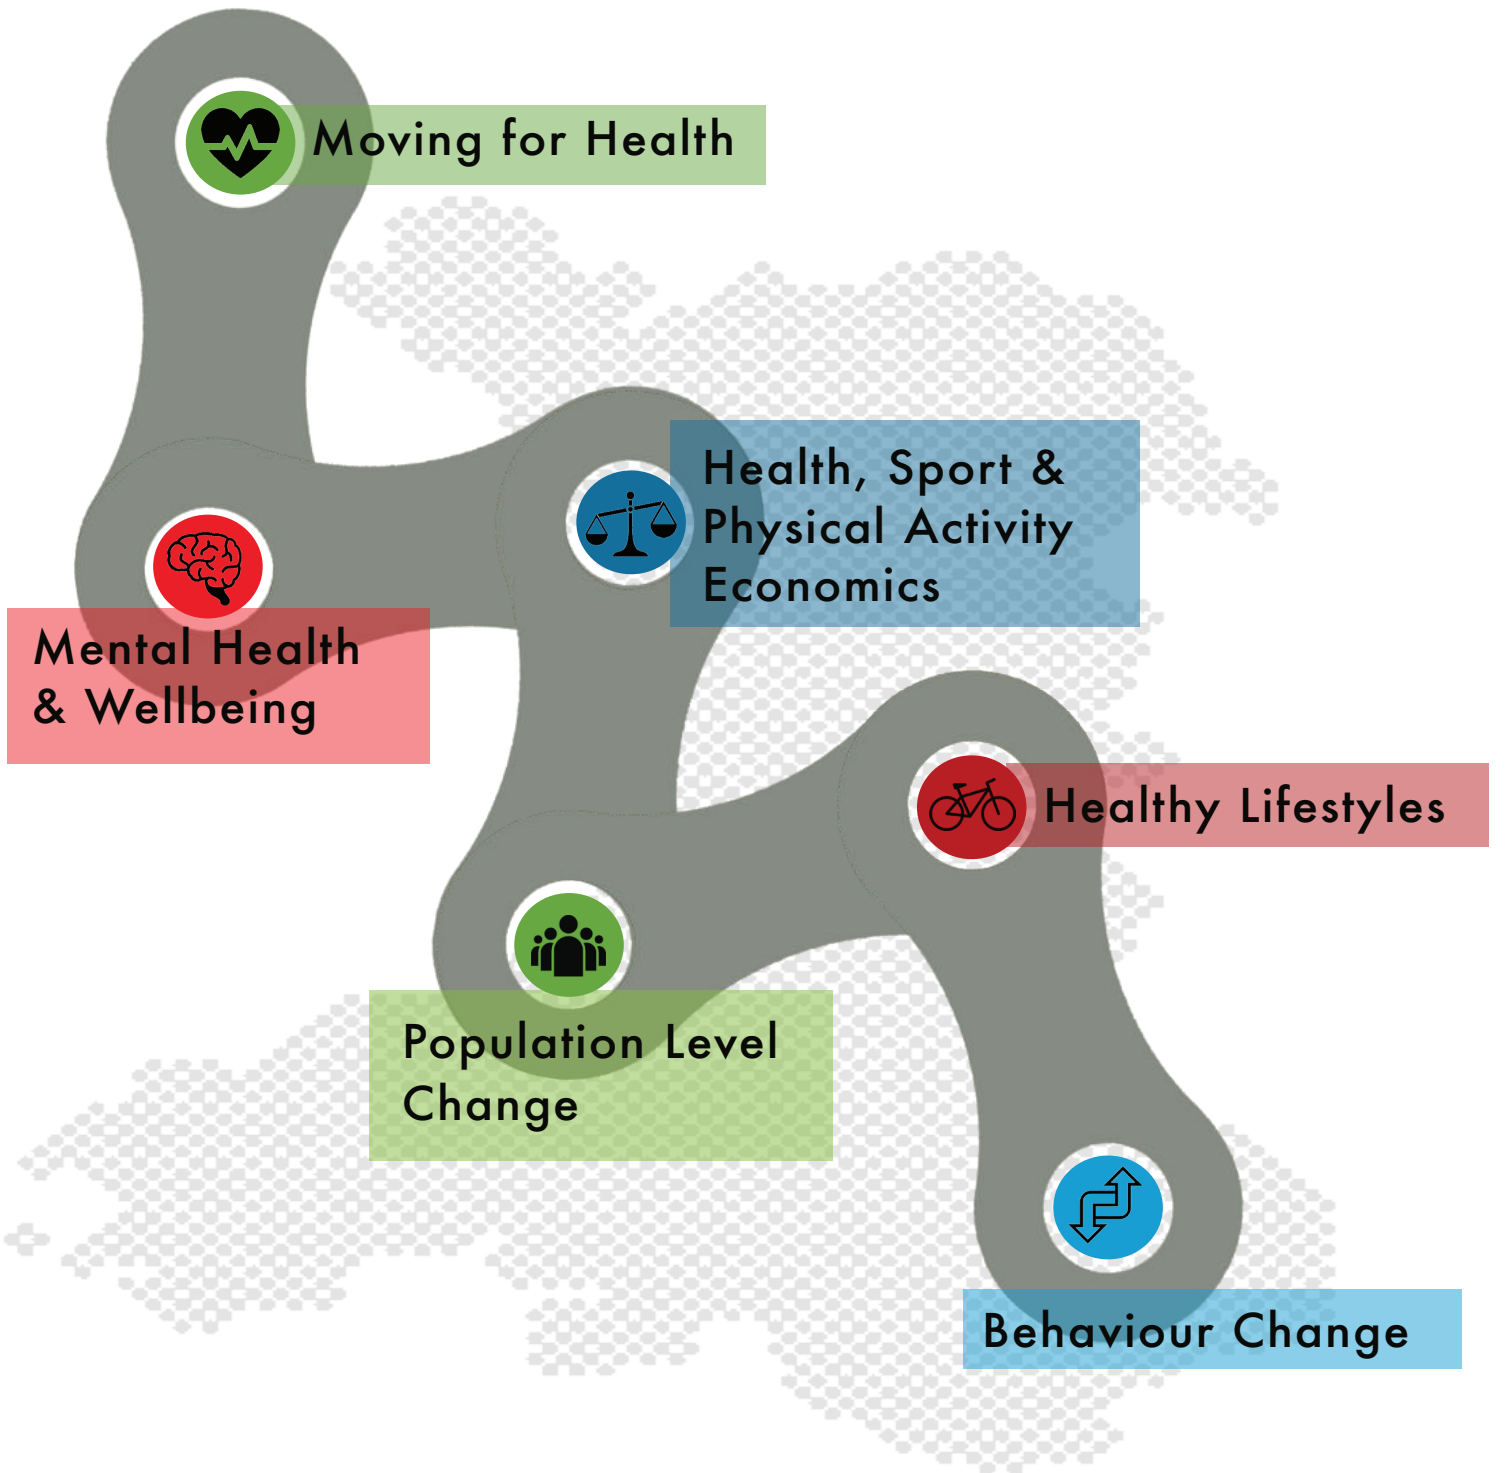 Moving for Health
Health, Sport &
Physical Activity
Economics
Mental Health
& Wellbeing
Healthy Lifestyles
Population Level
Change
Behaviour Change